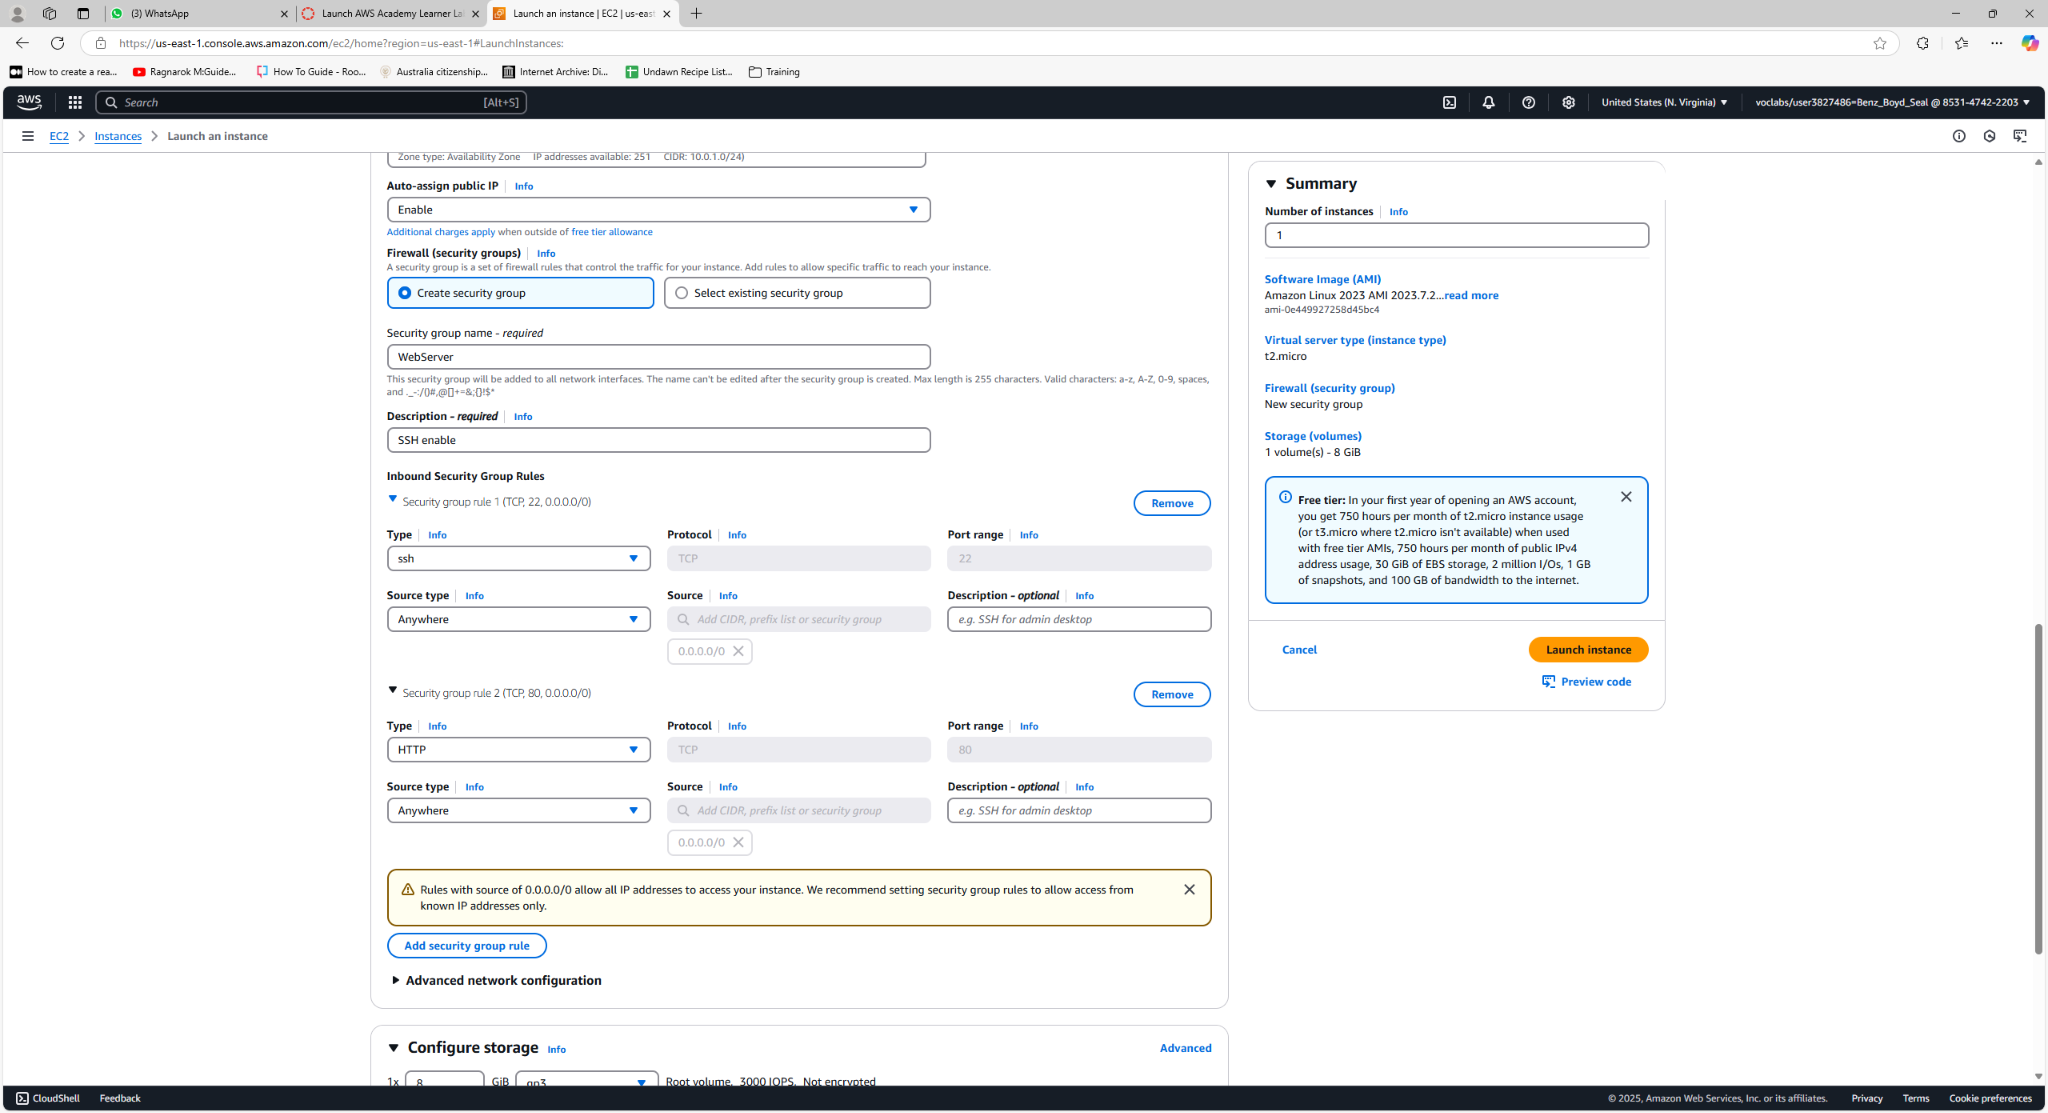 (3) WhatsApp
Launch AWS Academy Learner La
Launch an instance | EC2 | us-east
https://us-east-1.console.aws.amazon.com/ec2/home?region=us-east-1#LaunchInstances:
How to create a rea...
Ragnarok M:Guide...
How To Guide - Roo...
Australia citizenship...
Internet Archive: Di...
Undawn Recipe List...
Training
aws
Search
[Alt+S]
United States (N. Virginia)
voclabs/user3827486=Benz_Boyd_Seal @ 8531-4742-2203
EC2
Instances
Launch an instance
Zone type: Availability Zone IP addresses available: 251 CIDR: 10.0.1.0/24)
Auto-assign public IP Info
Enable
Additional charges apply when outside of free tier allowance
Firewall (security groups) Info
A security group is a set of firewall rules that control the traffic for your instance. Add rules to allow specific traffic to reach your instance.
Create security group
Select existing security group
Security group name - required
WebServer
This security group will be added to all network interfaces. The name can't be edited after the security group is created. Max length is 255 characters. Valid characters: a-z, A-Z, 0-9, spaces,
and ._-:/()#,@[]+=&;{}!$*
Description - required Info
SSH enable
Inbound Security Group Rules
Security group rule 1 (TCP, 22, 0.0.0.0/0)
Remove
Type Info
Protocol Info
Port range Info
ssh
TCP
22
Source type Info
Source Info
Description - optional Info
Anywhere
Add CIDR, prefix list or security group
e.g. SSH for admin desktop
0.0.0.0/0
Security group rule 2 (TCP, 80, 0.0.0.0/0)
Remove
Type Info
Protocol Info
Port range Info
HTTP
TCP
80
Source type Info
Source Info
Description - optional Info
Anywhere
Add CIDR, prefix list or security group
e.g. SSH for admin desktop
0.0.0.0/0
Rules with source of 0.0.0.0/0 allow all IP addresses to access your instance. We recommend setting security group rules to allow access from
known IP addresses only.
Add security group rule
Advanced network configuration
Configure storage Info
Advanced
1x
8
GiB
gp3
Root volume, 3000 IOPS, Not encrypted
Summary
Number of instances Info
1
Software Image (AMI)
Amazon Linux 2023 AMI 2023.7.2...read more
ami-0e449927258d45bc4
Virtual server type (instance type)
t2.micro
Firewall (security group)
New security group
Storage (volumes)
1 volume(s) - 8 GiB
Free tier: In your first year of opening an AWS account,
you get 750 hours per month of t2.micro instance usage
(or t3.micro where t2.micro isn't available) when used
with free tier AMIs, 750 hours per month of public IPv4
address usage, 30 GiB of EBS storage, 2 million I/Os, 1 GB
of snapshots, and 100 GB of bandwidth to the internet.
Cancel
Launch instance
Preview code
CloudShell
Feedback
© 2025, Amazon Web Services, Inc. or its affiliates.
Privacy
Terms
Cookie preferences